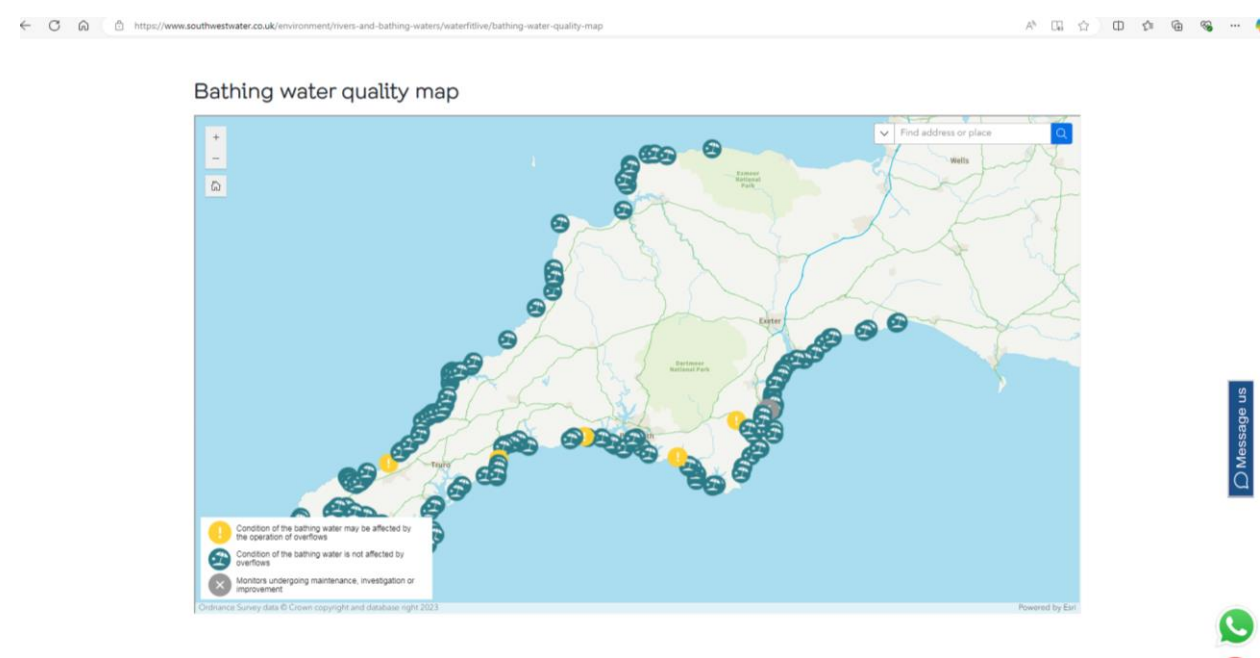 https://www.southwestwater.co.uk/environment/rivers-and-bathing-waters/waterfitlive/bathing-water-quality-map
Bathing water quality map
Find address or place
Wells
Exmoor
National
Park
Exeter
Dartmoor
National Park
Truro
Condition of the bathing water may be affected by
the operation of overflows
Condition of the bathing water is not affected by
overflows
Monitors undergoing maintenance, investigation or
improvement
Ordnance Survey data © Crown copyright and database right 2023
Powered by Esri
Message us